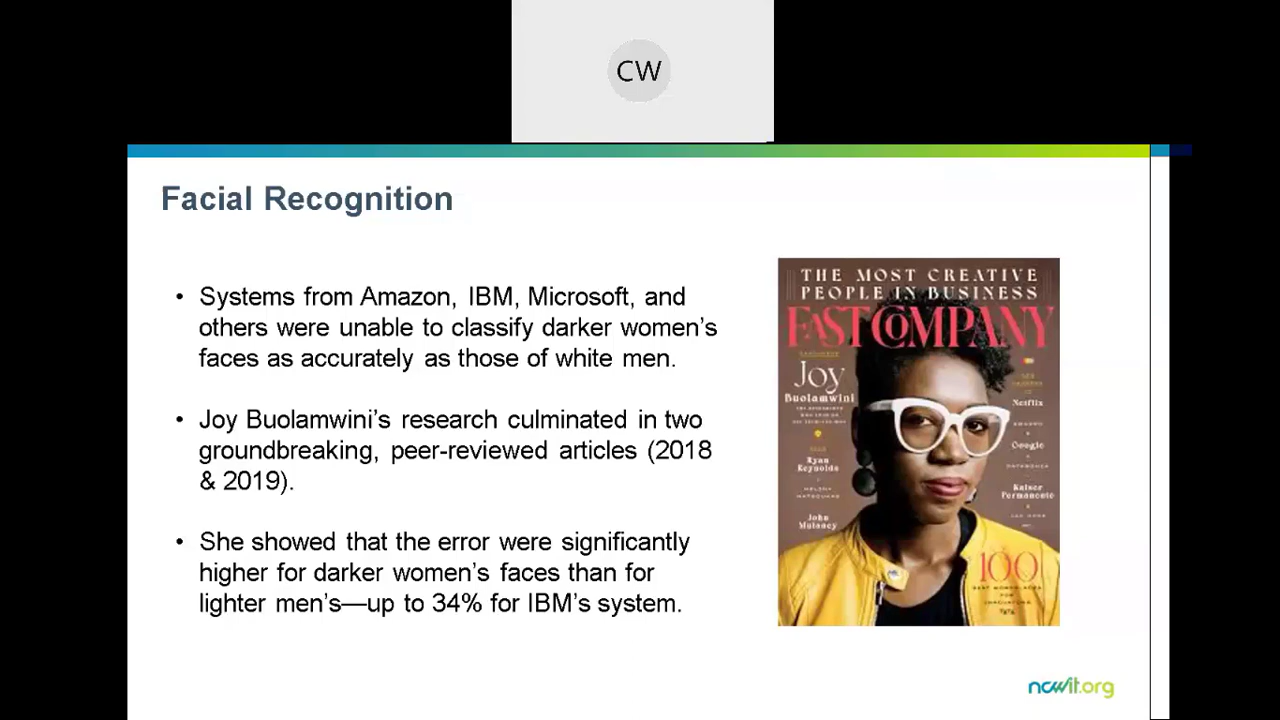 CW
Facial Recognition
• Systems from Amazon, IBM, Microsoft, and
others were unable to classify darker women’s
faces as accurately as those of white men.
• Joy Buolamwini’s research culminated in two
groundbreaking, peer-reviewed articles (2018
& 2019).
• She showed that the error were significantly
higher for darker women’s faces than for
lighter men’s—up to 34% for IBM’s system.
THE MOST CREATIVE
PEOPLE IN BUSINESS
FAST COMPANY
Joy
Buolamwini
Ryan
Reynolds
John
Mulaney
Netflix
Google
Kaiser
Permanente
100
ncwit.org